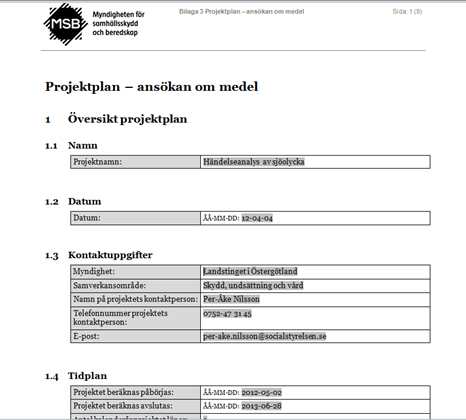 MSB
Myndigheten för
samhällsskydd
och beredskap
Bilaga 3 Projektplan – ansökan om medel
Sida: 1 (9)
Projektplan – ansökan om medel
1 Översikt projektplan
1.1 Namn
Projektnamn: Händelseanalys av sjöolycka
1.2 Datum
Datum: ÅÅ-MM-DD: 12-04-04
1.3 Kontaktuppgifter
Myndighet: Landstinget i Östergötland
Samverkansområde: Skydd, undsättning och vård
Namn på projektets kontaktperson: Per-Åke Nilsson
Telefonnummer projektets kontaktperson: 0752-47 31 45
E-post: per-ake.nilsson@socialstyrelsen.se
1.4 Tidplan
Projektet beräknas påbörjas: ÅÅ-MM-DD: 2012-05-02
Projektet beräknas avslutas: ÅÅ-MM-DD: 2013-06-28